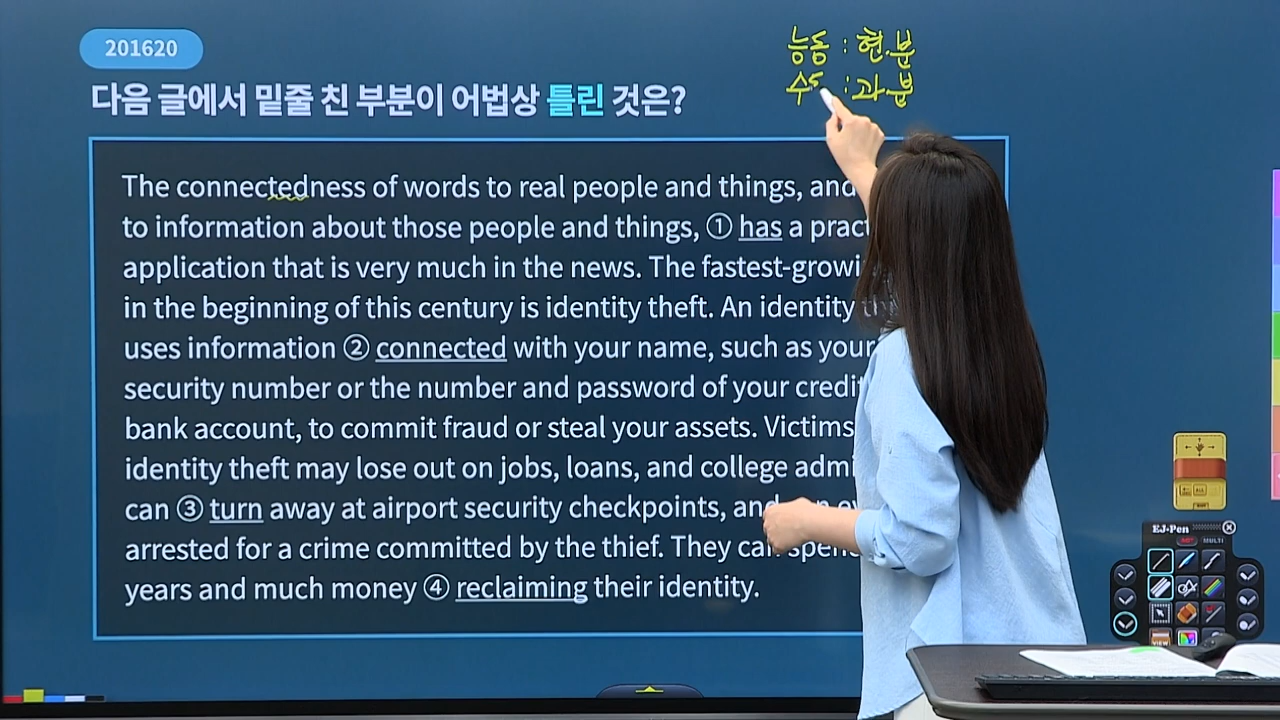 201620
능동 : 현.분
수동 : 과분
다음 글에서 밑줄 친 부분이 어법상 틀린 것은?
The connectedness of words to real people and things, and
to information about those people and things, ① has a
application that is very much in the news. The
in the beginning of this century is identity theft. An identity
uses information ② connected with your name, such as your
security number or the number and password of your credit
bank account, to commit fraud or steal your assets. Victims
identity theft may lose out on jobs, loans, and college
can ③ turn away at airport security checkpoints,
arrested for a crime committed by the thief. They can
years and much money ④ reclaiming their identity.
EJ-Pen
MULTI
VIEW